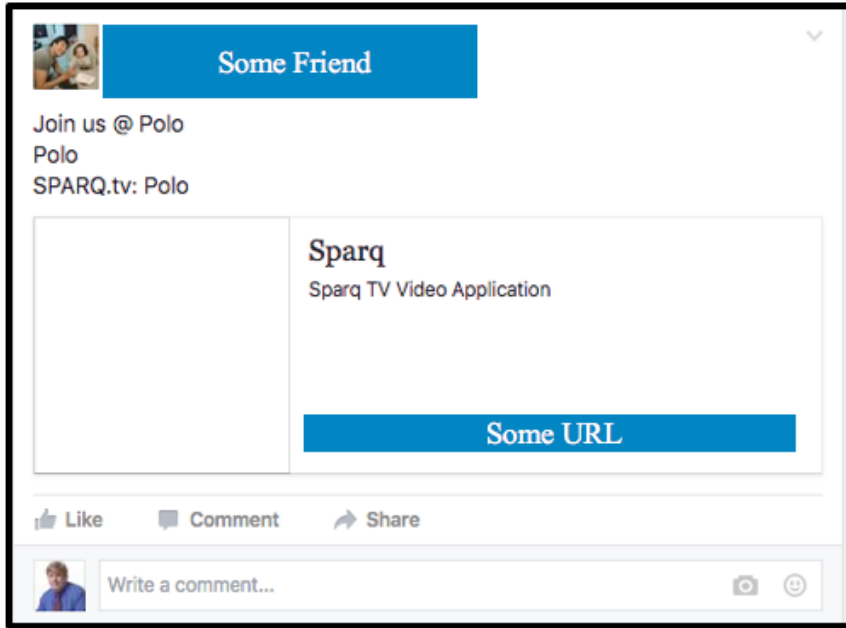 Some Friend
Join us @ Polo
Polo
SPARQ.tv: Polo
Sparq
Sparq TV Video Application
Some URL
Like Comment Share
Write a comment...